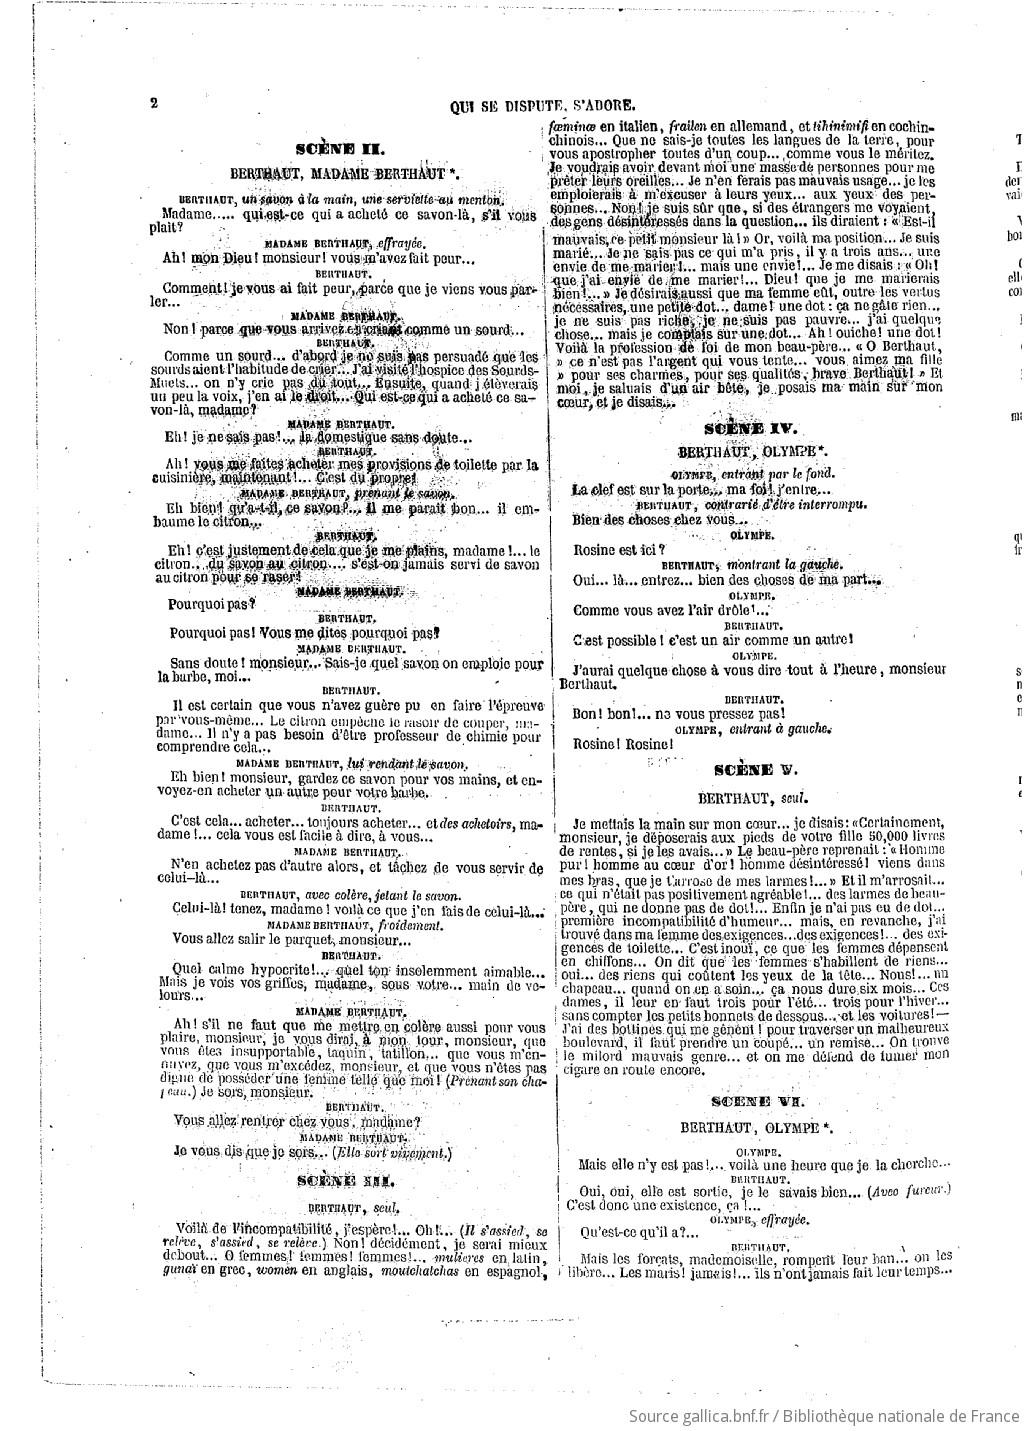 2
QUI SE DISPUTE, S'ADORE.
SCÈNE II.
BERTHAUT, MADAME BERTHAUT *.
BERTHAUT, un savon à la main, une serviette au menton.
Madame..... qui est-ce qui a acheté ce savon-là, s'il vous
plaît?
MADAME BERTHAUT, effrayée.
Ah! mon Dieu! monsieur! vous m'avez fait peur...
BERTHAUT.
Comment! je vous ai fait peur, parce que je viens vous par-
ler...
MADAME BERTHAUT.
Non! parce que vous arrivez en criant comme un sourd...
BERTHAUT.
Comme un sourd... d'abord je ne suis pas persuadé que les
sourds aient l'habitude de crier... J'ai visité l'hospice des Sourds-
Muets... on n'y crie pas du tout... Ensuite, quand j'élèverais
un peu la voix, j'en ai le droit... Qui est-ce qui a acheté ce sa-
von-là, madame?
MADAME BERTHAUT.
Eh! je ne sais pas!... la domestique sans doute...
BERTHAUT.
Ah! vous me faites acheter mes provisions de toilette par la
cuisinière, maintenant!... C'est du propre!
MADAME BERTHAUT, prenant le savon.
Eh bien! qu'a-t-il, ce savon?... Il me paraît bon... il em-
baume le citron...
BERTHAUT.
Eh! c'est justement de cela que je me plains, madame!... le
citron... du savon au citron.... s'est-on jamais servi de savon
au citron pour se raser!
MADAME BERTHAUT.
Pourquoi pas?
BERTHAUT.
Pourquoi pas! Vous me dites pourquoi pas?
MADAME BERTHAUT.
Sans doute! monsieur... Sais-je quel savon on emploie pour
la barbe, moi...
BERTHAUT.
Il est certain que vous n'avez guère pu en faire l'épreuve
par vous-même... Le citron empêche le rasoir de couper, ma-
dame... Il n'y a pas besoin d'être professeur de chimie pour
comprendre cela...
MADAME BERTHAUT, lui rendant le savon.
Eh bien! monsieur, gardez ce savon pour vos mains, et en-
voyez-en acheter un autre pour votre barbe.
BERTHAUT.
C'est cela... acheter... toujours acheter... et des achetoirs, ma-
dame!... cela vous est facile à dire, à vous...
MADAME BERTHAUT.
N'en achetez pas d'autre alors, et tâchez de vous servir de
celui-là...
BERTHAUT, avec colère, jetant le savon.
Celui-là! tenez, madame! voilà ce que j'en fais de celui-là...
MADAME BERTHAUT, froidement.
Vous allez salir le parquet, monsieur...
BERTHAUT.
Quel calme hypocrite!... quel ton insolemment aimable...
Mais je vois vos griffes, madame, sous votre... main de ve-
lours...
MADAME BERTHAUT.
Ah! s'il ne faut que me mettre en colère aussi pour vous
plaire, monsieur, je vous dirai, à mon tour, monsieur, que
vous êtes insupportable, taquin, tatillon... que vous m'en-
nuyez, que vous m'excédez, monsieur, et que vous n'êtes pas
digne de posséder une femme telle que moi! (Prenant son cha-
peau.) Je sors, monsieur.
BERTHAUT.
Vous allez rentrer chez vous, madame?
MADAME BERTHAUT.
Je vous dis que je sors... (Elle sort vivement.)
SCÈNE III.
BERTHAUT, seul.
Voilà de l'incompatibilité, j'espère!... Oh!... (Il s'assied, se
relève, s'assied, se relève.) Non! décidément, je serai mieux
debout... O femmes! femmes! femmes!... mulieres en latin,
gunaï en grec, women en anglais, moutchatchas en espagnol,
fœminœ en italien, frailen en allemand, et tihinimifi en cochin-
chinois... Que ne sais-je toutes les langues de la terre, pour
vous apostropher toutes d'un coup... comme vous le méritez.
Je voudrais avoir devant moi une masse de personnes pour me
prêter leurs oreilles... Je n'en ferais pas mauvais usage... je les
emploierais à m'excuser à leurs yeux... aux yeux des per-
sonnes... Non! je suis sûr que, si des étrangers me voyaient,
des gens désintéressés dans la question... ils diraient: « Est-il
mauvais, ce petit monsieur là!» Or, voilà ma position... Je suis
marié... Je ne sais pas ce qui m'a pris, il y a trois ans... une
envie de me marier!... mais une envie!... Je me disais: « Oh!
que j'ai envie de me marier!... Dieu! que je me marierais
bien!... » Je désirais aussi que ma femme eût, outre les vertus
nécessaires, une petite dot... dame! une dot: ça ne gâte rien...
je ne suis pas riche, je ne suis pas pauvre... j'ai quelque
chose... mais je comptais sur une dot... Ah! ouiche! une dot!
Voilà la profession de foi de mon beau-père... « O Berthaut,
» ce n'est pas l'argent qui vous tente... vous aimez ma fille
» pour ses charmes, pour ses qualités, brave Berthaut! » Et
moi, je saluais d'un air bête, je posais ma main sur mon
cœur, et je disais...
SCÈNE IV.
BERTHAUT, OLYMPE*.
OLYMPE, entrant par le fond.
La clef est sur la porte... ma foi! j'entre...
BERTHAUT, contrarié d'être interrompu.
Bien des choses chez vous...
OLYMPE.
Rosine est ici?
BERTHAUT, montrant la gauche.
Oui... là... entrez... bien des choses de ma part...
OLYMPE.
Comme vous avez l'air drôle!...
BERTHAUT.
C'est possible! c'est un air comme un autre!
OLYMPE.
J'aurai quelque chose à vous dire tout à l'heure, monsieur
Berthaut.
BERTHAUT.
Bon! bon!... ne vous pressez pas!
OLYMPE, entrant à gauche.
Rosine! Rosine!
SCÈNE V.
BERTHAUT, seul.
Je mettais la main sur mon cœur... je disais: «Certainement,
monsieur, je déposerais aux pieds de votre fille 50,000 livres
de rentes, si je les avais...» Le beau-père reprenait: « Homme
pur! homme au cœur d'or! homme désintéressé! viens dans
mes bras, que je t'arrose de mes larmes!...» Et il m'arrosait...
ce qui n'était pas positivement agréable!... des larmes de beau-
père, qui ne donne pas de dot!... Enfin je n'ai pas eu de dot...
première incompatibilité d'humeur... mais, en revanche, j'ai
trouvé dans ma femme des exigences... des exigences!... des exi-
gences de toilette... C'est inouï, ce que les femmes dépensent
en chiffons... On dit que les femmes s'habillent de riens...
oui... des riens qui coûtent les yeux de la tête... Nous!... un
chapeau... quand on en a soin... ça nous dure six mois... Ces
dames, il leur en faut trois pour l'été... trois pour l'hiver...
sans compter les petits bonnets de dessous... et les voitures!—
J'ai des bottines qui me gênent! pour traverser un malheureux
boulevard, il faut prendre un coupé... un remise... On trouve
le milord mauvais genre... et on me défend de fumer mon
cigare en route encore.
SCÈNE VI.
BERTHAUT, OLYMPE *.
OLYMPE.
Mais elle n'y est pas!... voilà une heure que je la cherche...
BERTHAUT.
Oui, oui, elle est sortie, je le savais bien... (Avec fureur.)
C'est donc une existence, ça!...
OLYMPE, effrayée.
Qu'est-ce qu'il a?...
BERTHAUT.
Mais les forçats, mademoiselle, rompent leur ban... on les
libère... Les maris! jamais!... ils n'ont jamais fait leur temps...
Source gallica.bnf.fr / Bibliothèque nationale de France